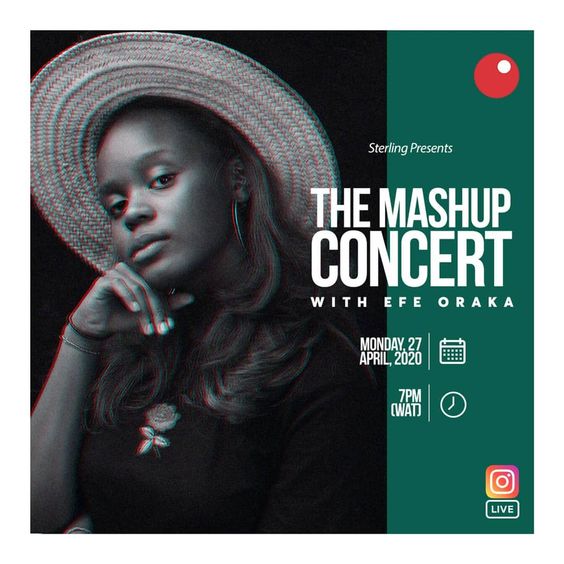 Sterling Presents
THE MASHUP
CONCERT
WITH EFE ORAKA
MONDAY, 27
APRIL, 2020
7PM
(WAT)
LIVE